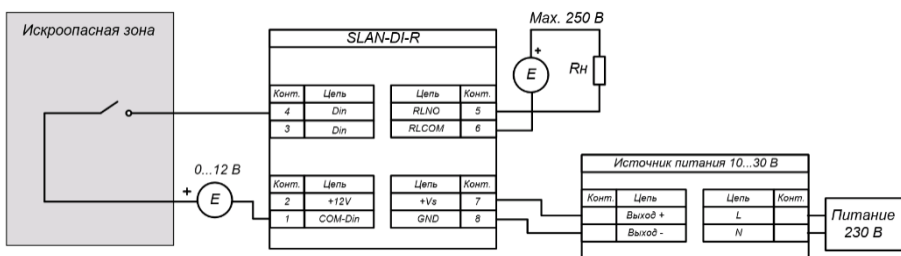 Искроопасная зона
SLAN-DI-R
Max. 250 В
+
E
Rн
Конт. Цепь Цепь Конт.
4 Din RLNO 5
3 Din RLCOM 6
0...12 В
+
E
Конт. Цепь Цепь Конт.
2 +12V +Vs 7
1 COM-Din GND 8
Источник питания 10...30 В
Конт. Цепь Цепь Конт.
Выход + L
Выход - N
Питание
230 В